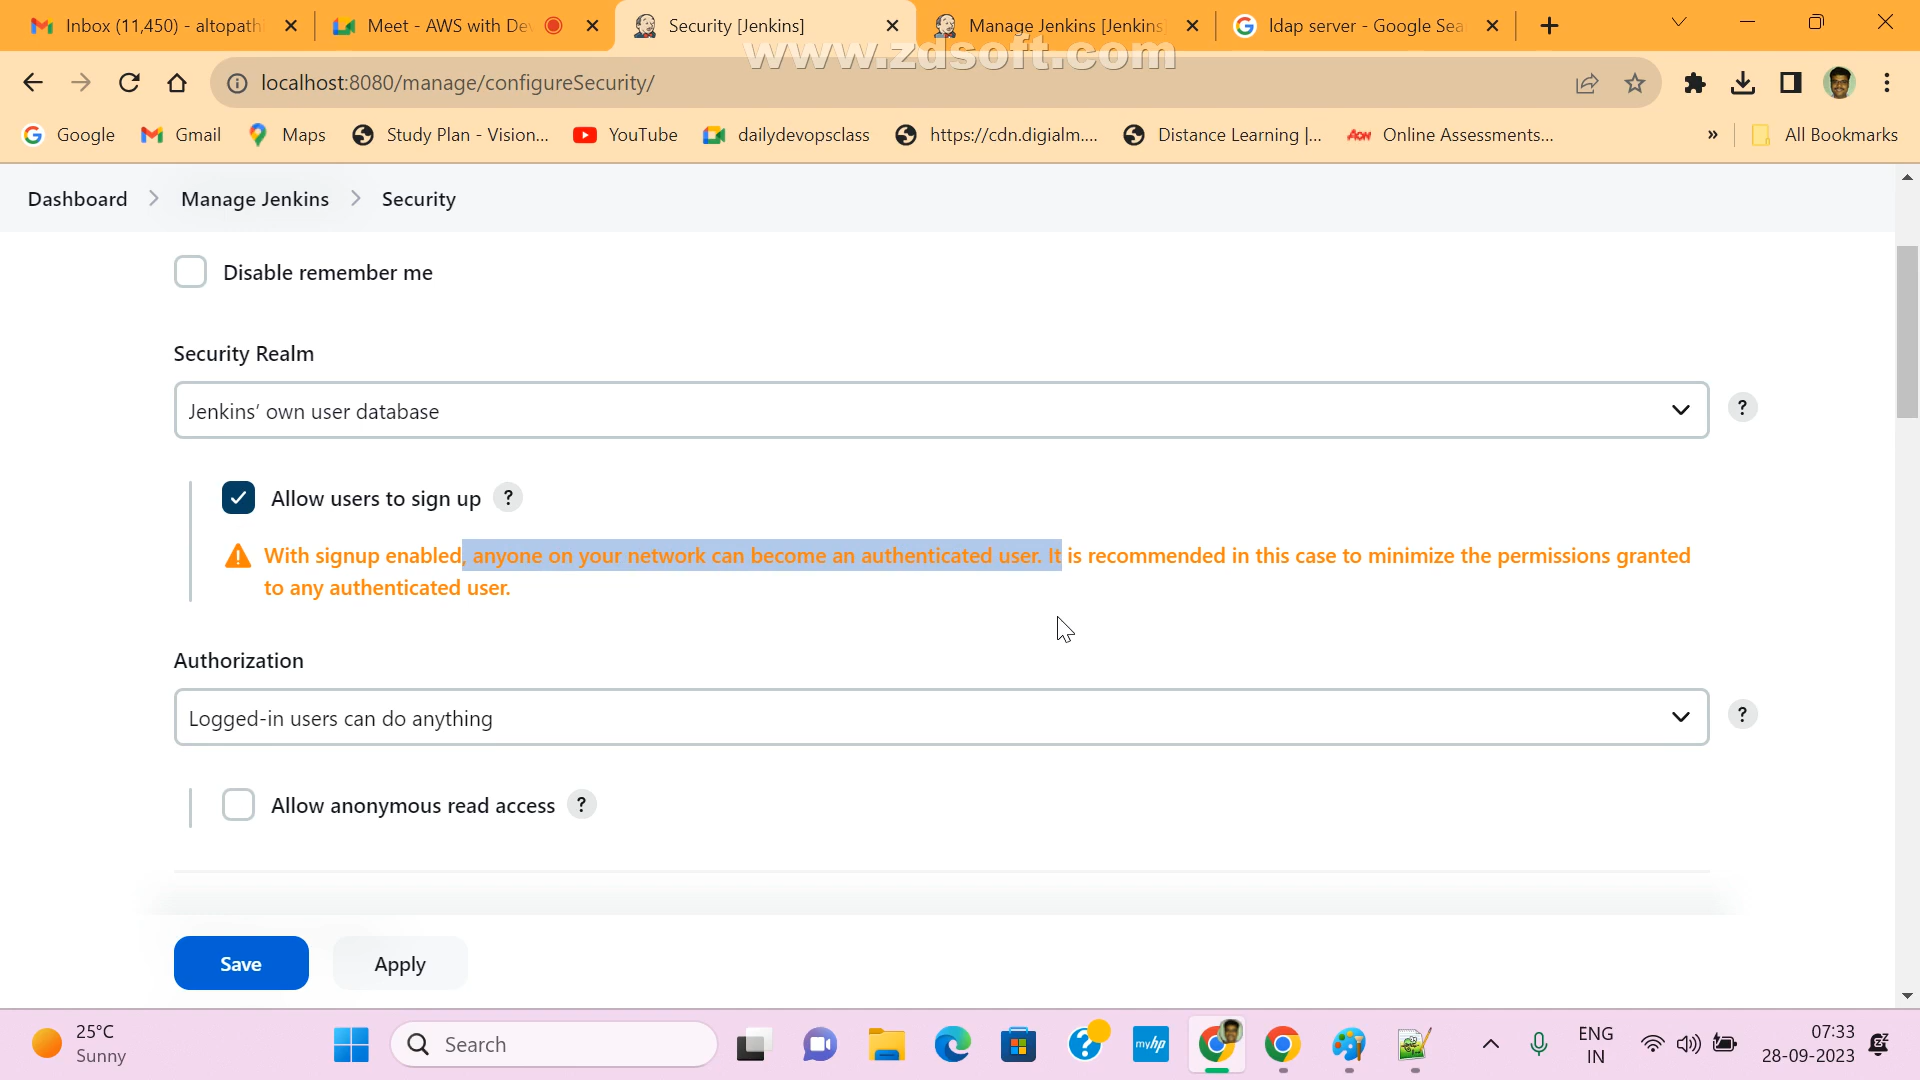 Inbox (11,450) - altopath
Meet - AWS with Dev
Security [Jenkins]
Manage Jenkins [Jenkins]
ldap server - Google Sea
www.zdsoft.com
localhost:8080/manage/configureSecurity/
Google
Gmail
Maps
Study Plan - Vision...
YouTube
dailydevopsclass
https://cdn.digialm....
Distance Learning |...
Aon
Online Assessments...
»
All Bookmarks
Dashboard > Manage Jenkins > Security
Disable remember me
Security Realm
Jenkins’ own user database
?
Allow users to sign up ?
With signup enabled, anyone on your network can become an authenticated user. It is recommended in this case to minimize the permissions granted
to any authenticated user.
Authorization
Logged-in users can do anything
?
Allow anonymous read access ?
Save
Apply
25°C
Sunny
Search
myhp
ENG
IN
07:33
28-09-2023